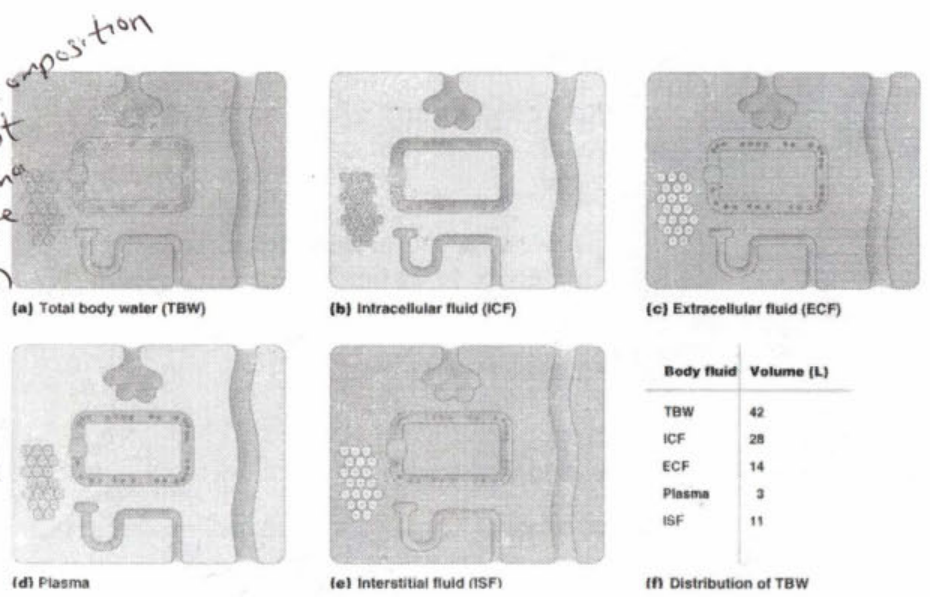 omposition
(a) Total body water (TBW)
(b) Intracellular fluid (ICF)
(c) Extracellular fluid (ECF)
(d) Plasma
(e) Interstitial fluid (ISF)
Body fluid Volume (L)
TBW 42
ICF 28
ECF 14
Plasma 3
ISF 11
(f) Distribution of TBW